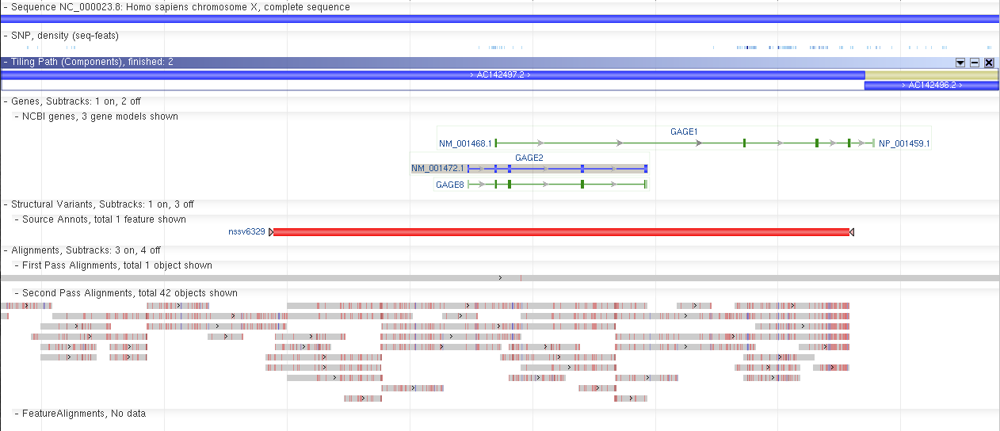 - Sequence NC_000023.8: Homo sapiens chromosome X, complete sequence
- SNP, density (seq-feats)
- Tiling Path (Components), finished: 2
> AC142497.2 >
> AC142496.2 >
- Genes, Subtracks: 1 on, 2 off
- NCBI genes, 3 gene models shown
GAGE1
NM_001468.1 NP_001459.1
GAGE2
NM_001472.1
GAGE8
- Structural Variants, Subtracks: 1 on, 3 off
- Source Annots, total 1 feature shown
nssv6329
- Alignments, Subtracks: 3 on, 4 off
- First Pass Alignments, total 1 object shown
- Second Pass Alignments, total 42 objects shown
- FeatureAlignments, No data